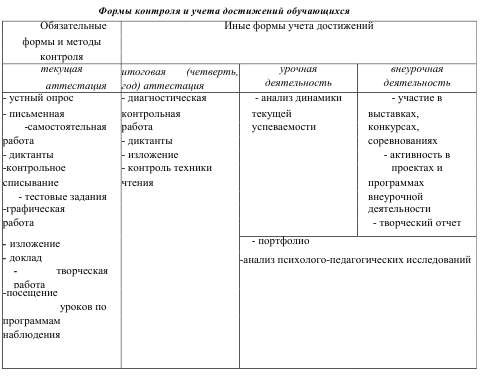 Формы контроля и учета достижений обучающихся
Обязательные
формы и методы
контроля
Иные формы учета достижений
текущая
аттестация
итоговая (четверть,
год) аттестация
урочная
деятельность
внеурочная
деятельность
- устный опрос
- письменная
-самостоятельная
работа
- диктанты
-контрольное
списывание
- тестовые задания
-графическая
работа
- изложение
- доклад
- творческая
работа
-посещение
уроков по
программам
наблюдения
- диагностическая
контрольная
работа
- диктанты
- изложение
- контроль техники
чтения
- анализ динамики
текущей
успеваемости
- участие в
выставках,
конкурсах,
соревнованиях
- активность в
проектах и
программах
внеурочной
деятельности
- творческий отчет
- портфолио
-анализ психолого-педагогических исследований